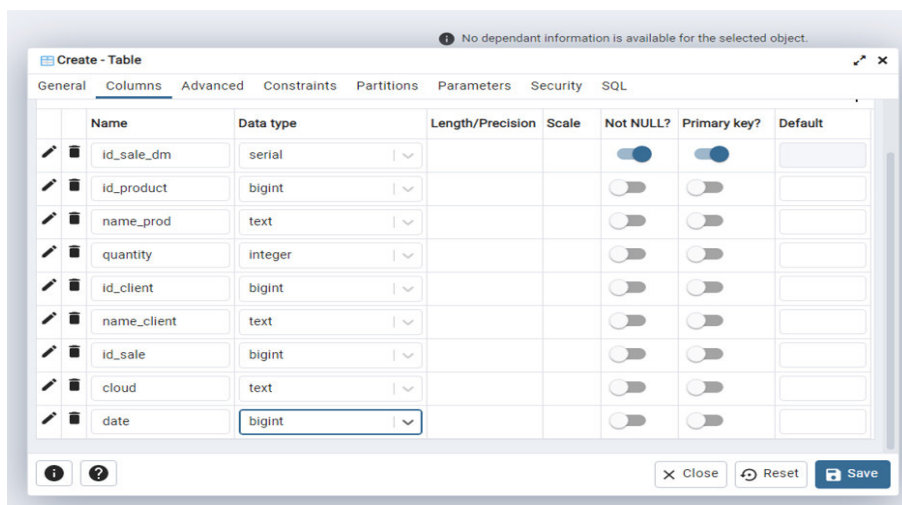 No dependant information is available for the selected object.
Create - Table
General Columns Advanced Constraints Partitions Parameters Security SQL
Name Data type Length/Precision Scale Not NULL? Primary key? Default
id_sale_dm serial
id_product bigint
name_prod text
quantity integer
id_client bigint
name_client text
id_sale bigint
cloud text
date bigint
Close Reset Save